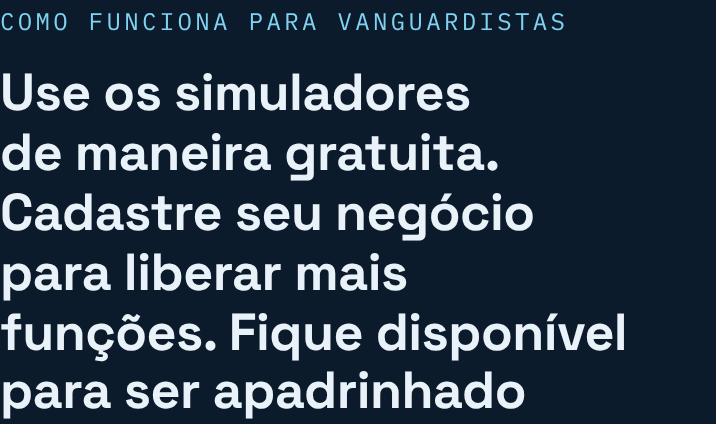 COMO FUNCIONA PARA VANGUARDISTAS
Use os simuladores
de maneira gratuita.
Cadastre seu negócio
para liberar mais
funções. Fique disponível
para ser apadrinhado